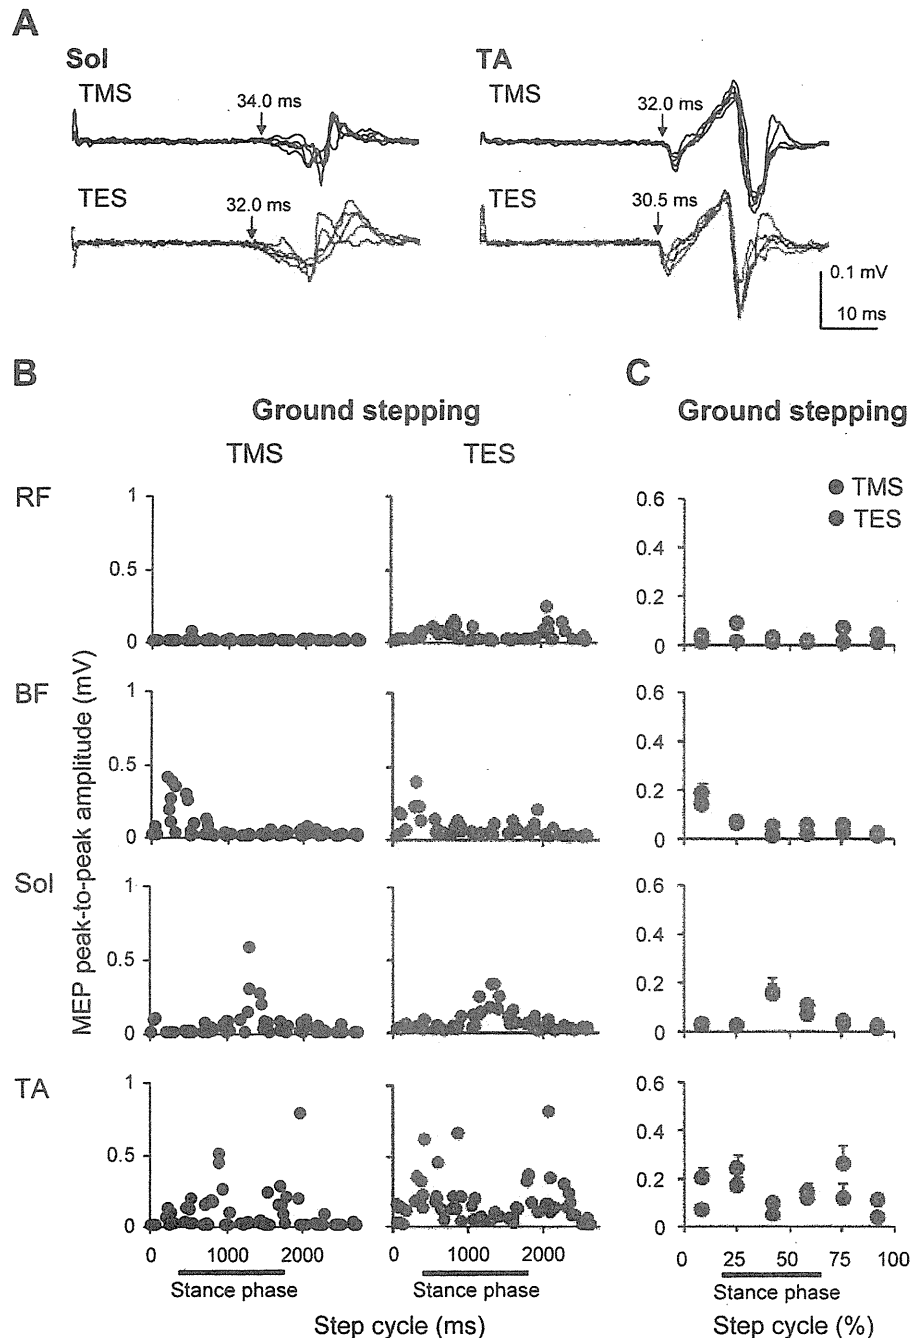 A
Sol
TA
TMS
34.0 ms
TMS
32.0 ms
TES
32.0 ms
TES
30.5 ms
0.1 mV
10 ms
B
C
Ground stepping
Ground stepping
TMS
TES
TMS
TES
MEP peak-to-peak amplitude (mV)
RF
1
0.5
0
0.6
0.4
0.2
0
BF
1
0.5
0
0.6
0.4
0.2
0
Sol
1
0.5
0
0.6
0.4
0.2
0
TA
1
0.5
0
0.6
0.4
0.2
0
0 1000 2000
0 1000 2000
0 25 50 75 100
Stance phase
Stance phase
Stance phase
Step cycle (ms)
Step cycle (%)